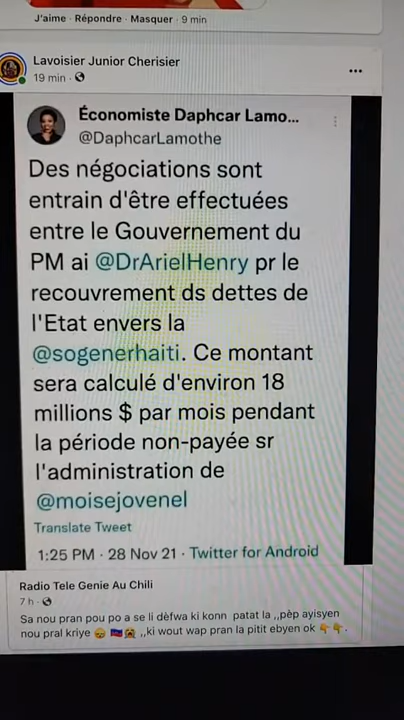 J'aime · Répondre · Masquer · 9 min
Lavoisier Junior Cherisier
19 min ·
Économiste Daphcar Lamo...
@DaphcarLamothe
Des négociations sont
entrain d'être effectuées
entre le Gouvernement du
PM ai @DrArielHenry pr le
recouvrement ds dettes de
l'Etat envers la
@sogenerhaiti. Ce montant
sera calculé d'environ 18
millions $ par mois pendant
la période non-payée sr
l'administration de
@moisejovenel
Translate Tweet
1:25 PM · 28 Nov 21 · Twitter for Android
Radio Tele Genie Au Chili
7 h ·
Sa nou pran pou po a se li dèfwa ki konn patat la ,,pèp ayisyen
nou pral kriye 😔 🇭🇹😭 ,,ki wout wap pran la pitit ebyen ok 👇👇.